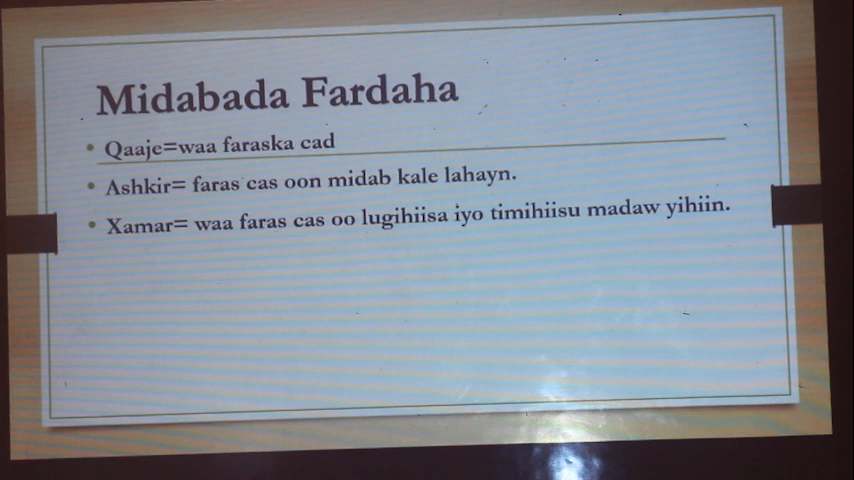 Midabada Fardaha
• Qaaje=waa faraska cad
• Ashkir= faras cas oon midab kale lahayn.
• Xamar= waa faras cas oo lugihiisa iyo timihiisu madaw yihiin.